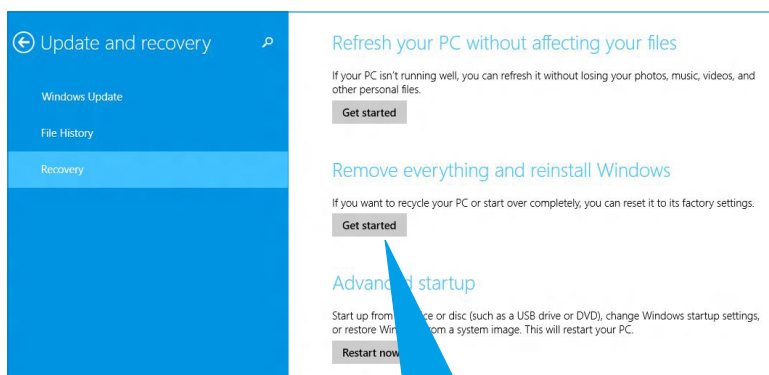 Update and recovery
Windows Update
File History
Recovery
Refresh your PC without affecting your files
If your PC isn't running well, you can refresh it without losing your photos, music, videos, and
other personal files.
Get started
Remove everything and reinstall Windows
If you want to recycle your PC or start over completely, you can reset it to its factory settings.
Get started
Advanced startup
Start up from ce or disc (such as a USB drive or DVD), change Windows startup settings,
or restore Win om a system image. This will restart your PC.
Restart now